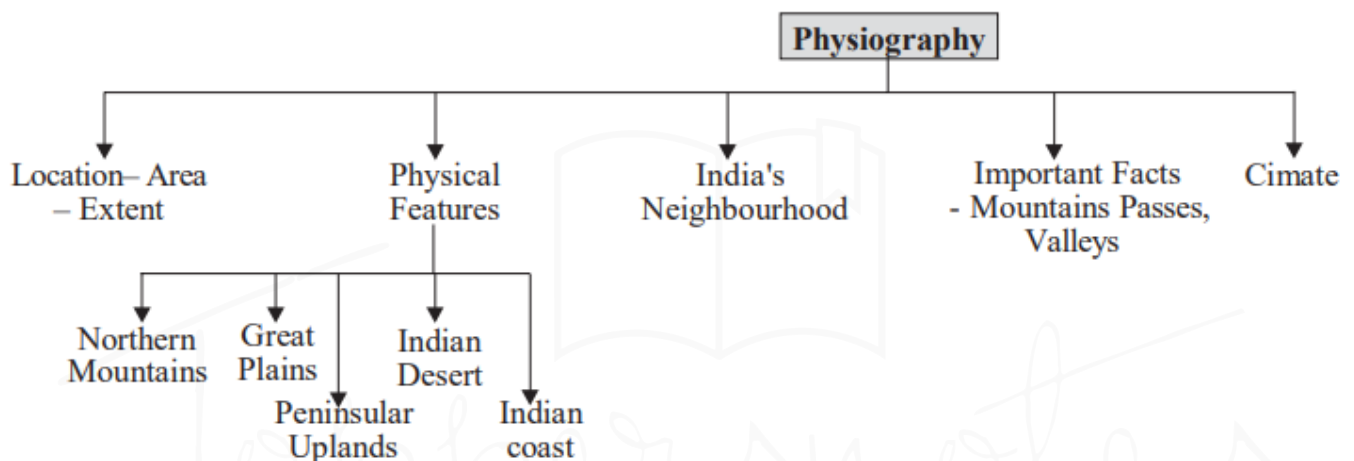 Physiography
Location– Area
– Extent
Physical
Features
India's
Neighbourhood
Important Facts
- Mountains Passes,
Valleys
Cimate
Northern
Mountains
Great
Plains
Peninsular
Uplands
Indian
Desert
Indian
coast